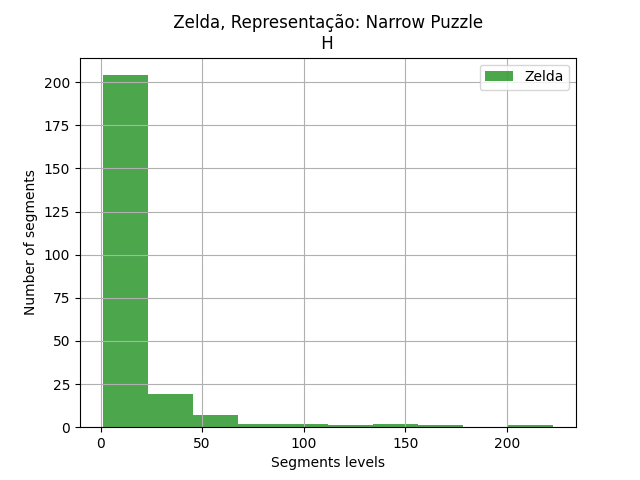 Zelda, Representação: Narrow Puzzle
H
Zelda
200
175
150
125
100
75
50
25
0
Number of segments
0 50 100 150 200
Segments levels